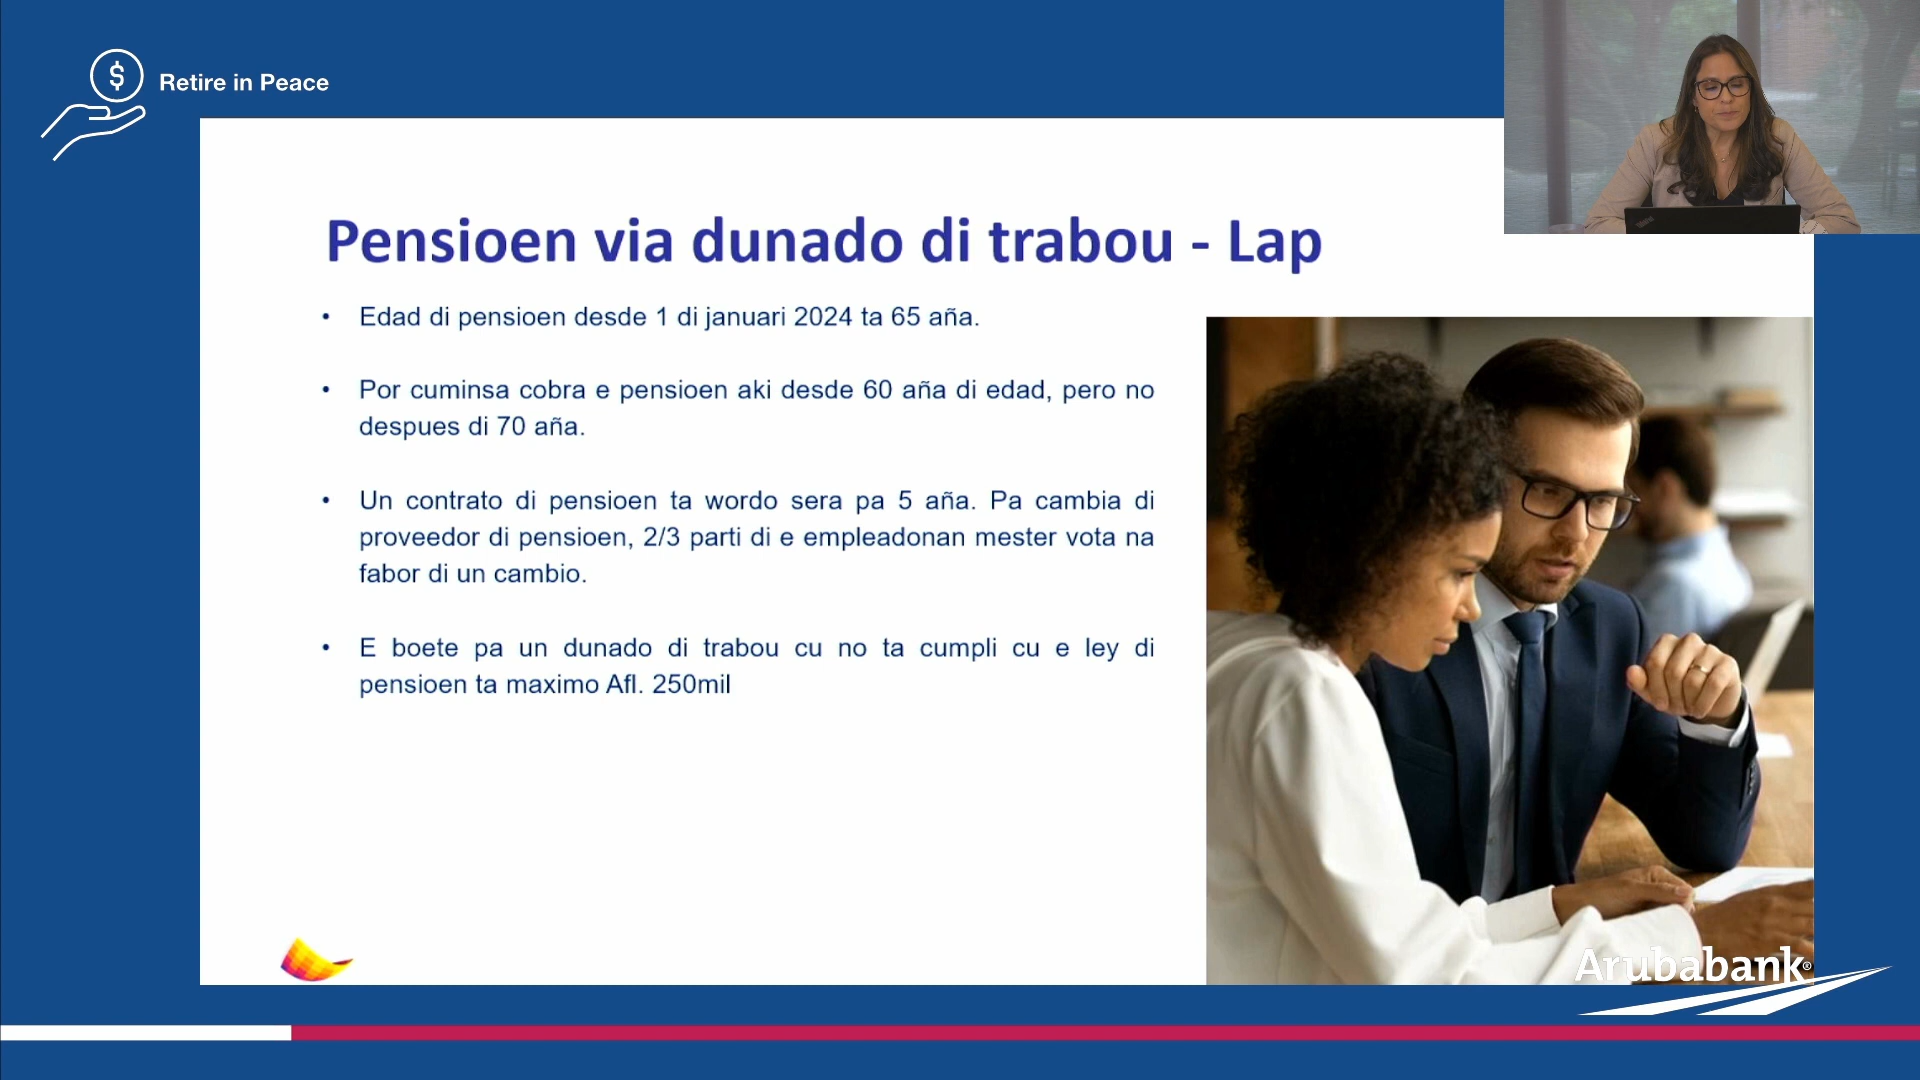 $
Retire in Peace
Pensioen via dunado di trabou - Lap
• Edad di pensioen desde 1 di januari 2024 ta 65 aña.
• Por cuminsa cobra e pensioen aki desde 60 aña di edad, pero no
despues di 70 aña.
• Un contrato di pensioen ta wordo sera pa 5 aña. Pa cambia di
proveedor di pensioen, 2/3 parti di e empleadonan mester vota na
fabor di un cambio.
• E boete pa un dunado di trabou cu no ta cumpli cu e ley di
pensioen ta maximo Afl. 250mil
Arubabank®